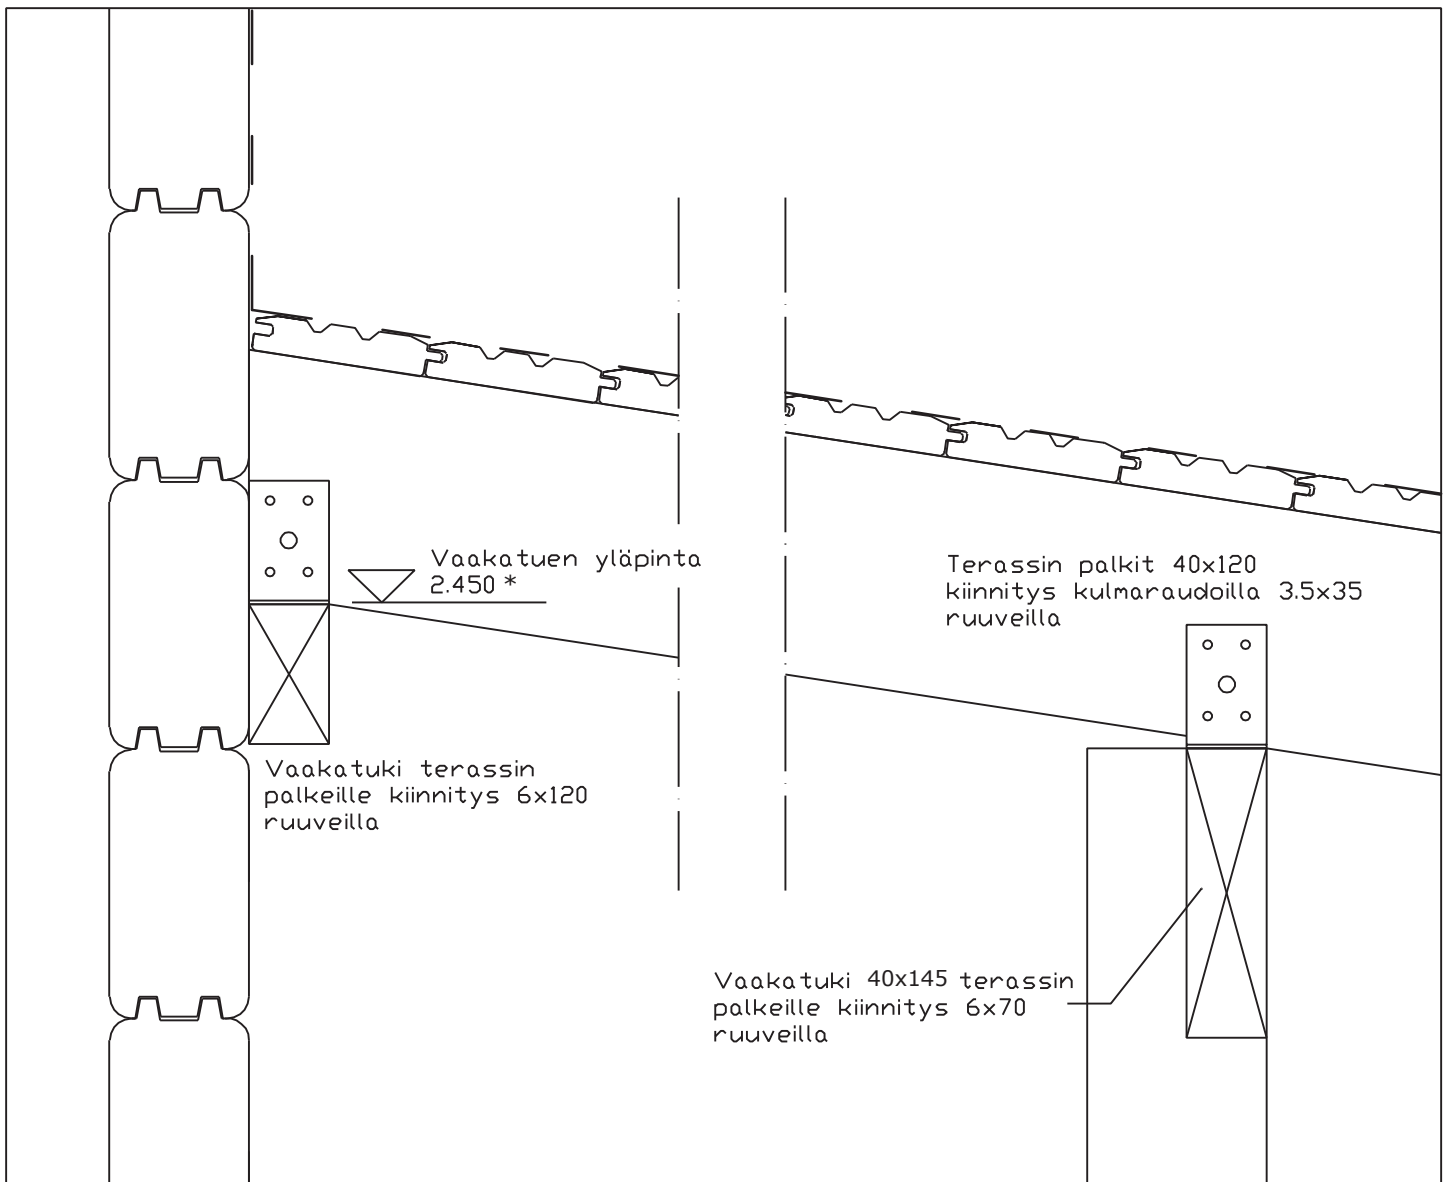 Vaakatuen yläpinta
2.450 *
Terassin palkit 40x120
kiinnitys kulmaraudoilla 3.5x35
ruuveilla
Vaakatuki terassin
palkeille kiinnitys 6x120
ruuveilla
Vaakatuki 40x145 terassin
palkeille kiinnitys 6x70
ruuveilla